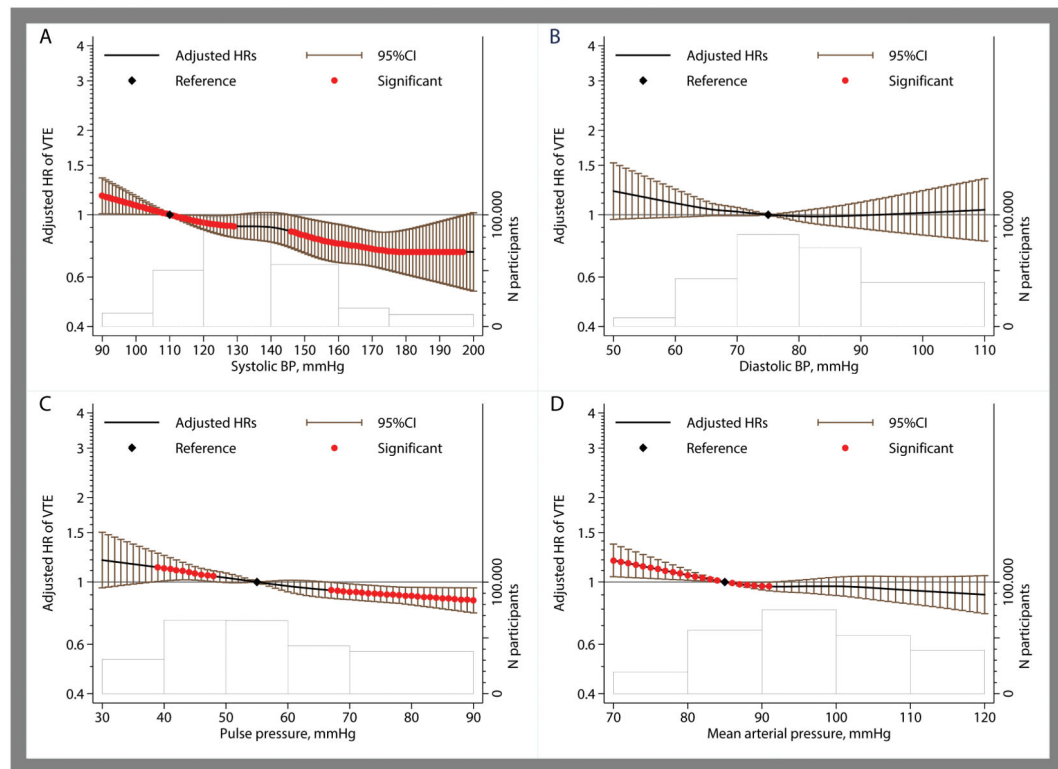 A
Adjusted HRs
95%CI
Reference
Significant
Adjusted HR of VTE
4
3
2
1.5
1
0.6
0.4
100.000
0
N participants
90 100 110 120 130 140 150 160 170 180 190 200
Systolic BP, mmHg
B
Adjusted HRs
95%CI
Reference
Significant
Adjusted HR of VTE
4
3
2
1.5
1
0.6
0.4
100.000
0
N participants
50 60 70 80 90 100 110
Diastolic BP, mmHg
C
Adjusted HRs
95%CI
Reference
Significant
Adjusted HR of VTE
4
3
2
1.5
1
0.6
0.4
1000.000
0
N participants
30 40 50 60 70 80 90
Pulse pressure, mmHg
D
Adjusted HRs
95%CI
Reference
Significant
Adjusted HR of VTE
4
3
2
1.5
1
0.6
0.4
1000.000
0
N participants
70 80 90 100 110 120
Mean arterial pressure, mmHg